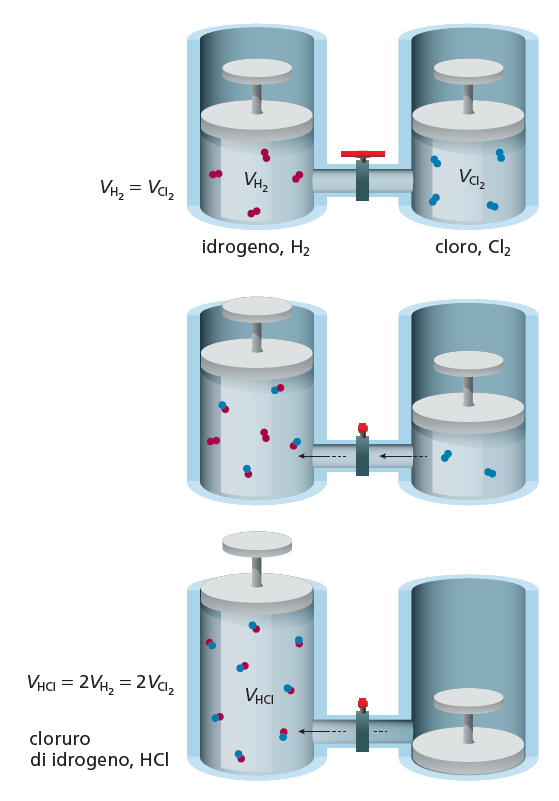 V_H₂ = V_Cl₂
V_H₂
V_Cl₂
idrogeno, H₂
cloro, Cl₂
V_HCl = 2V_H₂ = 2V_Cl₂
V_HCl
cloruro
di idrogeno, HCl